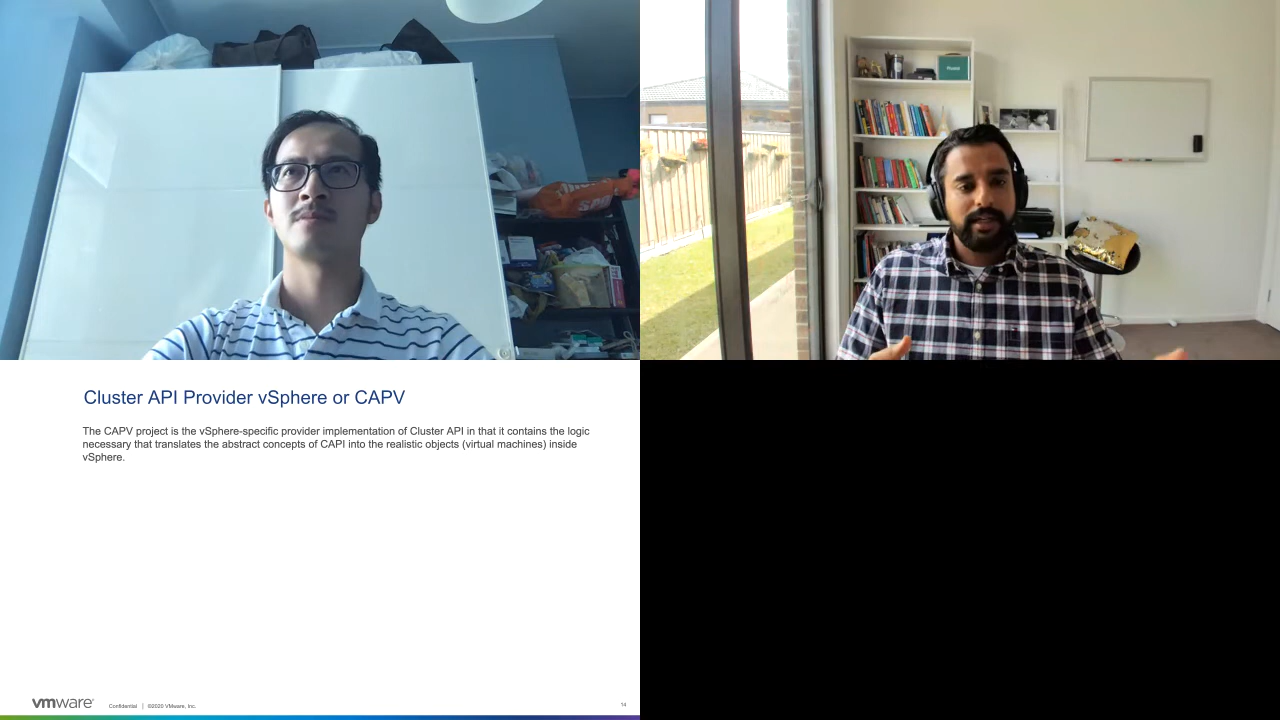 Cluster API Provider vSphere or CAPV
The CAPV project is the vSphere-specific provider implementation of Cluster API in that it contains the logic
necessary that translates the abstract concepts of CAPI into the realistic objects (virtual machines) inside
vSphere.
vmware
Confidential | ©2020 VMware, Inc.
14